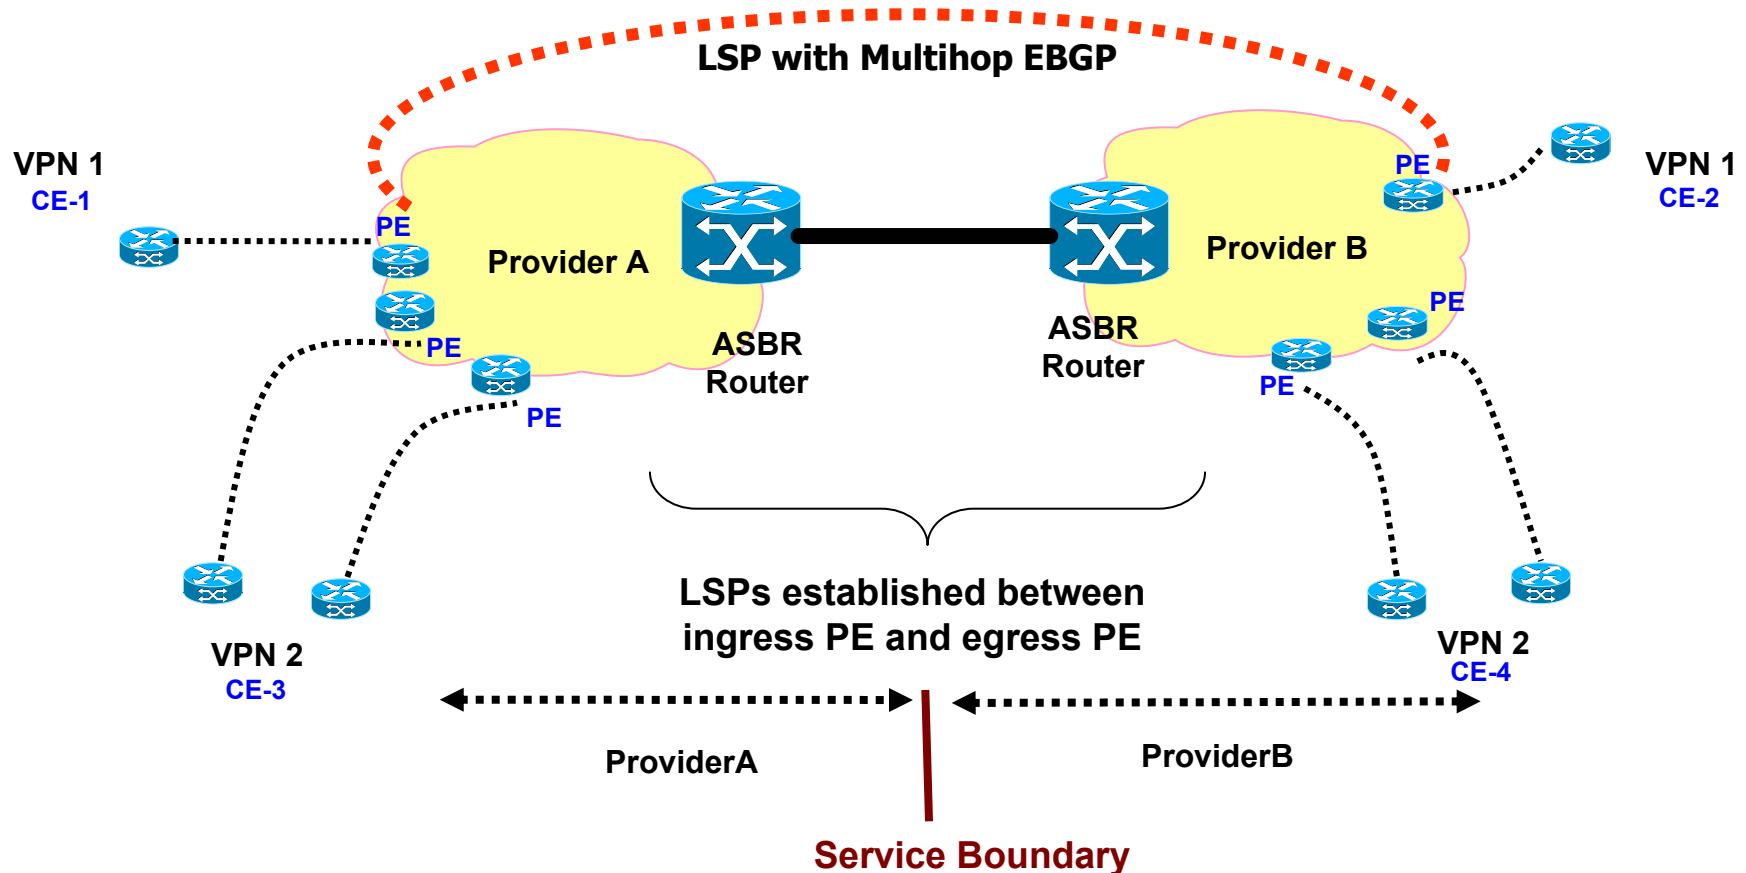 LSP with Multihop EBGP
VPN 1
CE-1
PE
Provider A
PE
PE
ASBR
Router
ASBR
Router
Provider B
PE
PE
PE
VPN 1
CE-2
LSPs established between
ingress PE and egress PE
VPN 2
CE-3
VPN 2
CE-4
ProviderA
ProviderB
Service Boundary